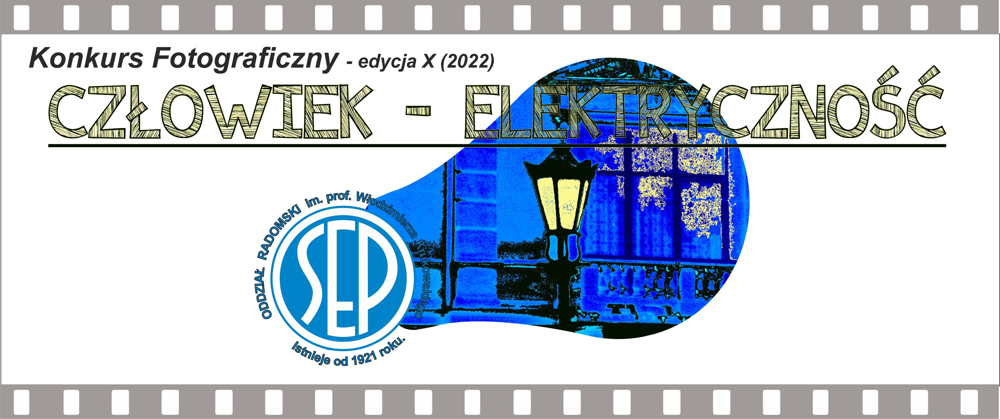 Konkurs Fotograficzny - edycja X (2022)
CZŁOWIEK - ELEKTRYCZNOŚĆ
ODDZIAŁ RADOMSKI im. prof. Włodzimierza Krukowskiego
SEP
Istnieje od 1921 roku.